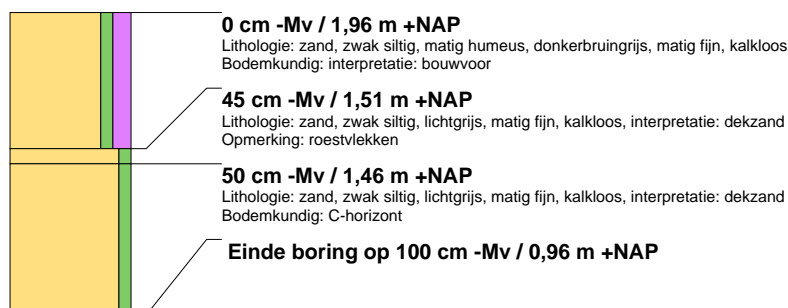 0 cm -Mv / 1,96 m +NAP
Lithologie: zand, zwak siltig, matig humeus, donkerbruingrijs, matig fijn, kalkloos
Bodemkundig: interpretatie: bouwvoor
45 cm -Mv / 1,51 m +NAP
Lithologie: zand, zwak siltig, lichtgrijs, matig fijn, kalkloos, interpretatie: dekzand
Opmerking: roestvlekken
50 cm -Mv / 1,46 m +NAP
Lithologie: zand, zwak siltig, lichtgrijs, matig fijn, kalkloos, interpretatie: dekzand
Bodemkundig: C-horizont
Einde boring op 100 cm -Mv / 0,96 m +NAP